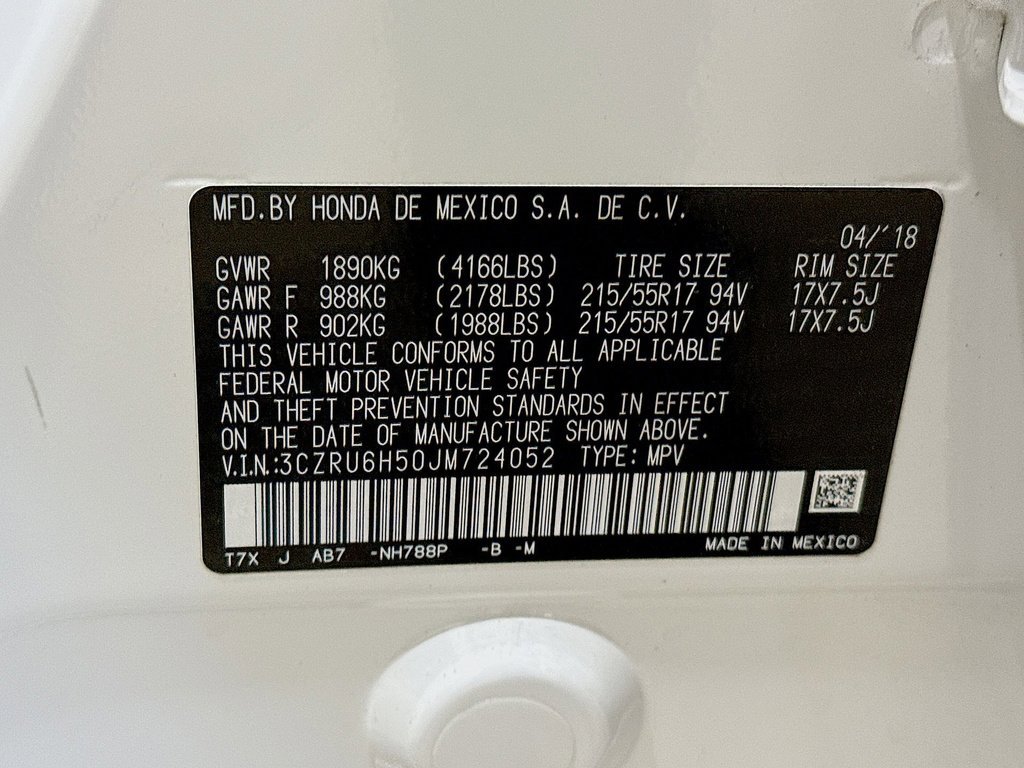 MFD.BY HONDA DE MEXICO S.A. DE C.V.
04/'18
GVWR 1890KG (4166LBS) TIRE SIZE RIM SIZE
GAWR F 988KG (2178LBS) 215/55R17 94V 17X7.5J
GAWR R 902KG (1988LBS) 215/55R17 94V 17X7.5J
THIS VEHICLE CONFORMS TO ALL APPLICABLE
FEDERAL MOTOR VEHICLE SAFETY
AND THEFT PREVENTION STANDARDS IN EFFECT
ON THE DATE OF MANUFACTURE SHOWN ABOVE.
V.I.N.:3CZRU6H50JM724052 TYPE: MPV
T7X J AB7 -NH788P -B -M MADE IN MEXICO